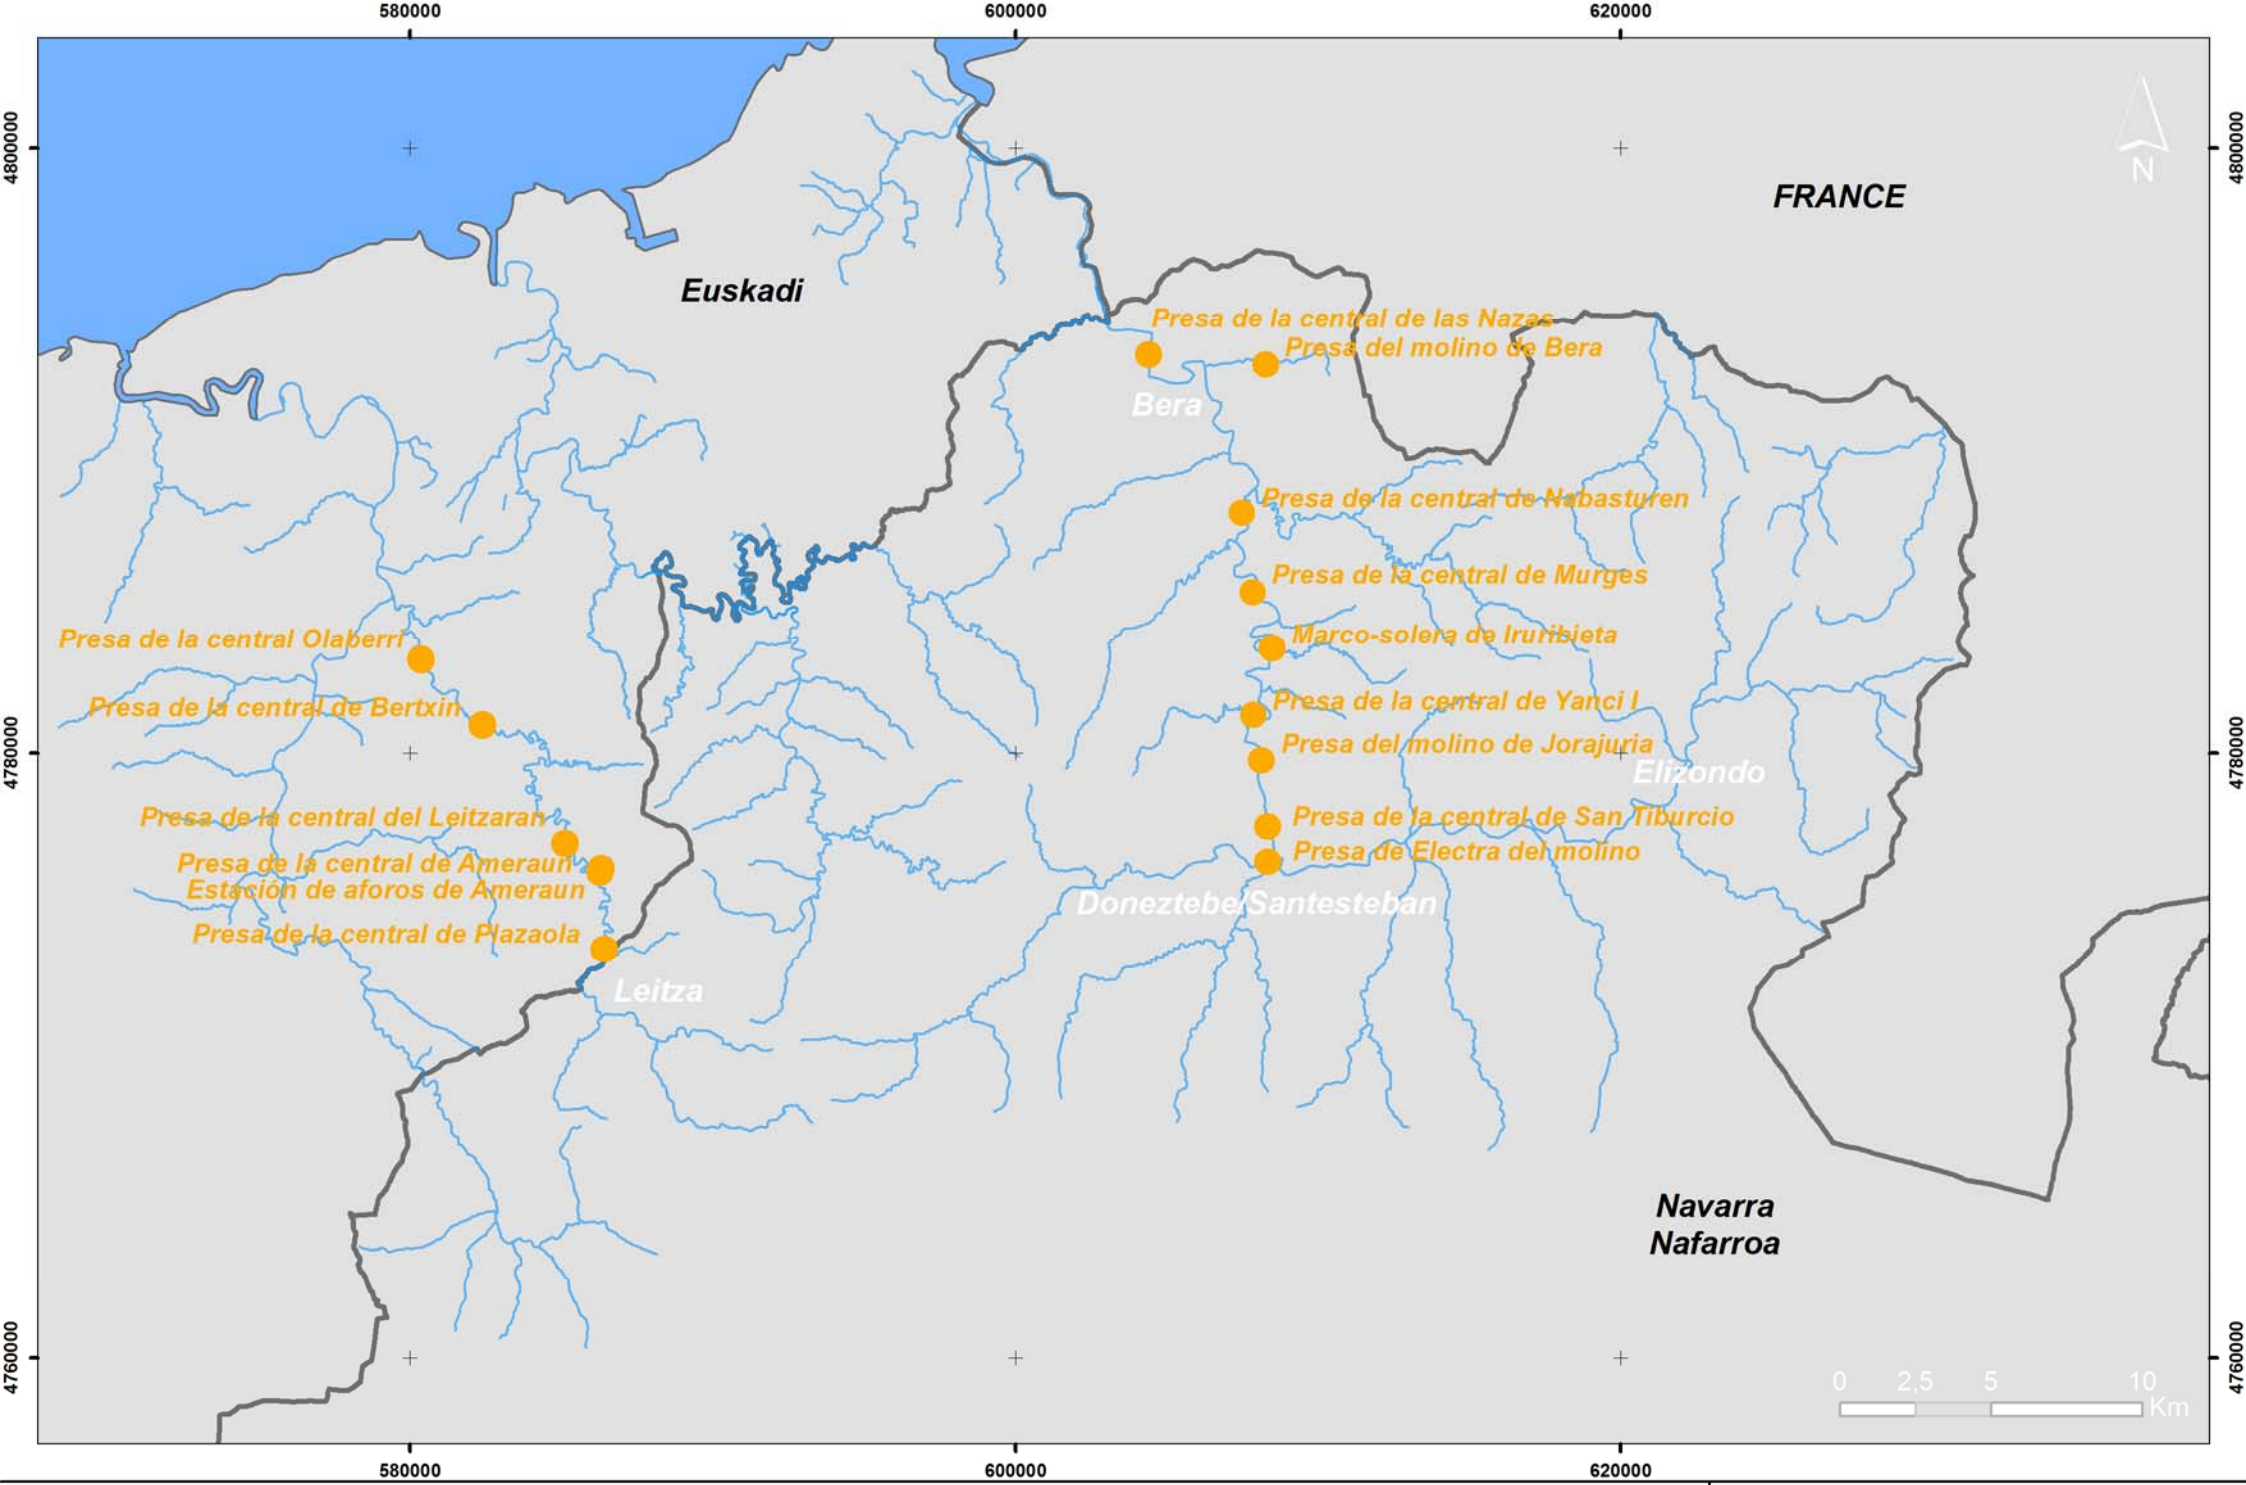 580000
600000
620000
4800000
4800000
FRANCE
N
Euskadi
Presa de la central de las Nazas
Presa del molino de Bera
Bera
Presa de la central de Nabasturen
Presa de la central de Murges
Presa de la central Olaberri
Marco-solera de Iruribieta
Presa de la central de Bertxin
Presa de la central de Yanci I
4780000
4780000
Presa del molino de Jorajuria
Elizondo
Presa de la central del Leitzaran
Presa de la central de San Tiburcio
Presa de la central de Ameraun
Presa de Electra del molino
Estación de aforos de Ameraun
Doneztebe/Santesteban
Presa de la central de Plazaola
Leitza
Navarra
Nafarroa
4760000
4760000
0 2,5 5 10
Km
580000
600000
620000